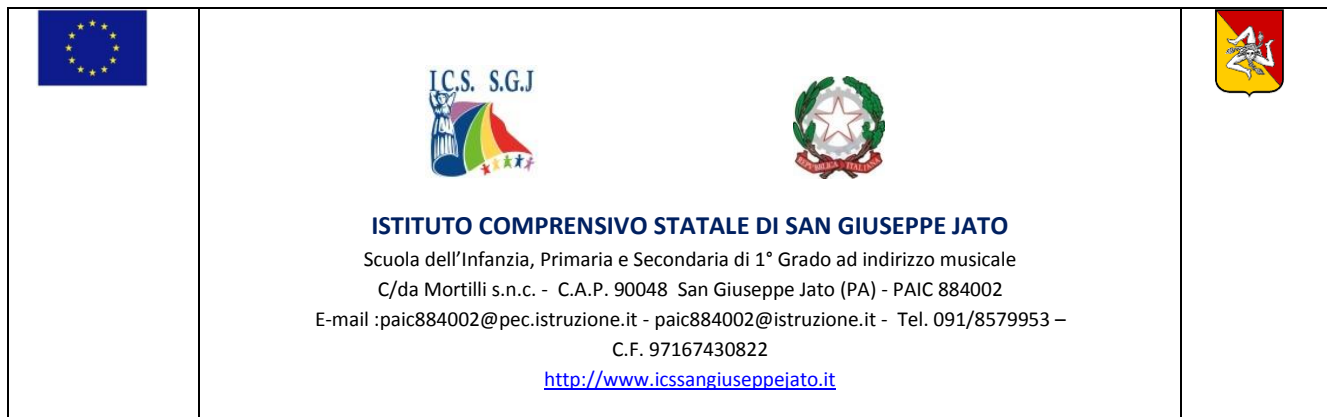 I.C.S. S.G.J
REPVBBLICA ITALIANA
ISTITUTO COMPRENSIVO STATALE DI SAN GIUSEPPE JATO
Scuola dell'Infanzia, Primaria e Secondaria di 1° Grado ad indirizzo musicale
C/da Mortilli s.n.c. - C.A.P. 90048 San Giuseppe Jato (PA) - PAIC 884002
E-mail :paic884002@pec.istruzione.it - paic884002@istruzione.it - Tel. 091/8579953 –
C.F. 97167430822
http://www.icssangiuseppejato.it